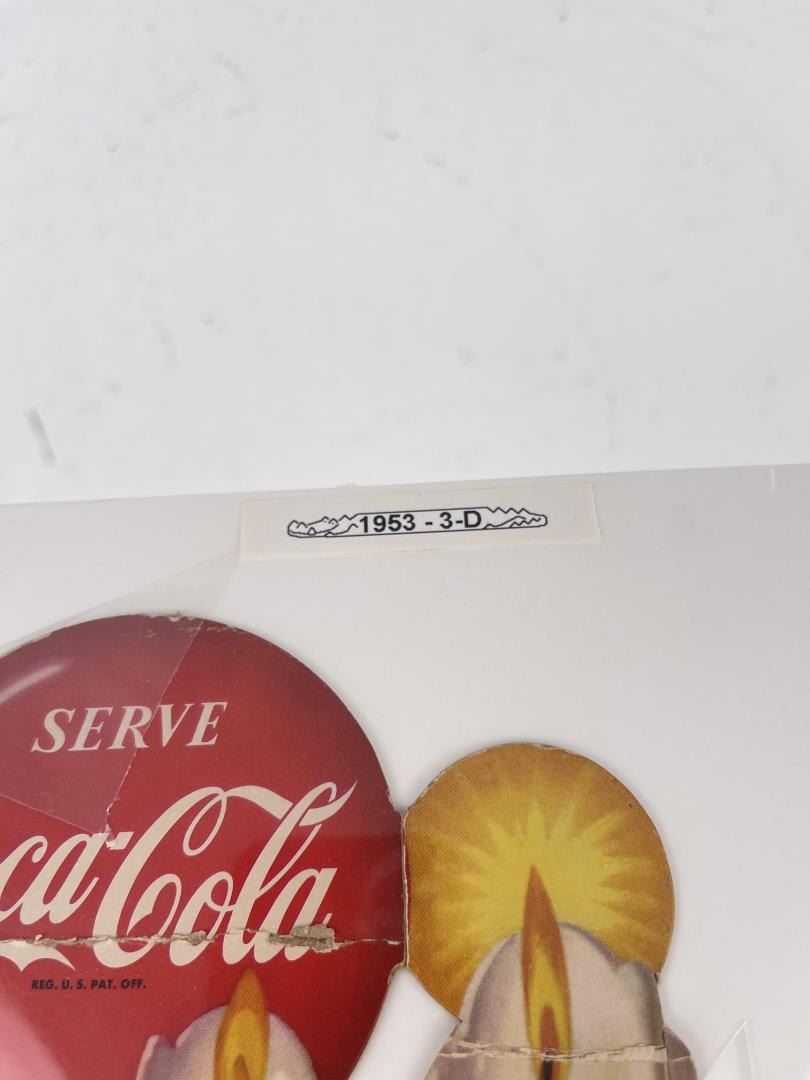 1953 - 3-D
SERVE
ca-Cola
REG. U. S. PAT. OFF.